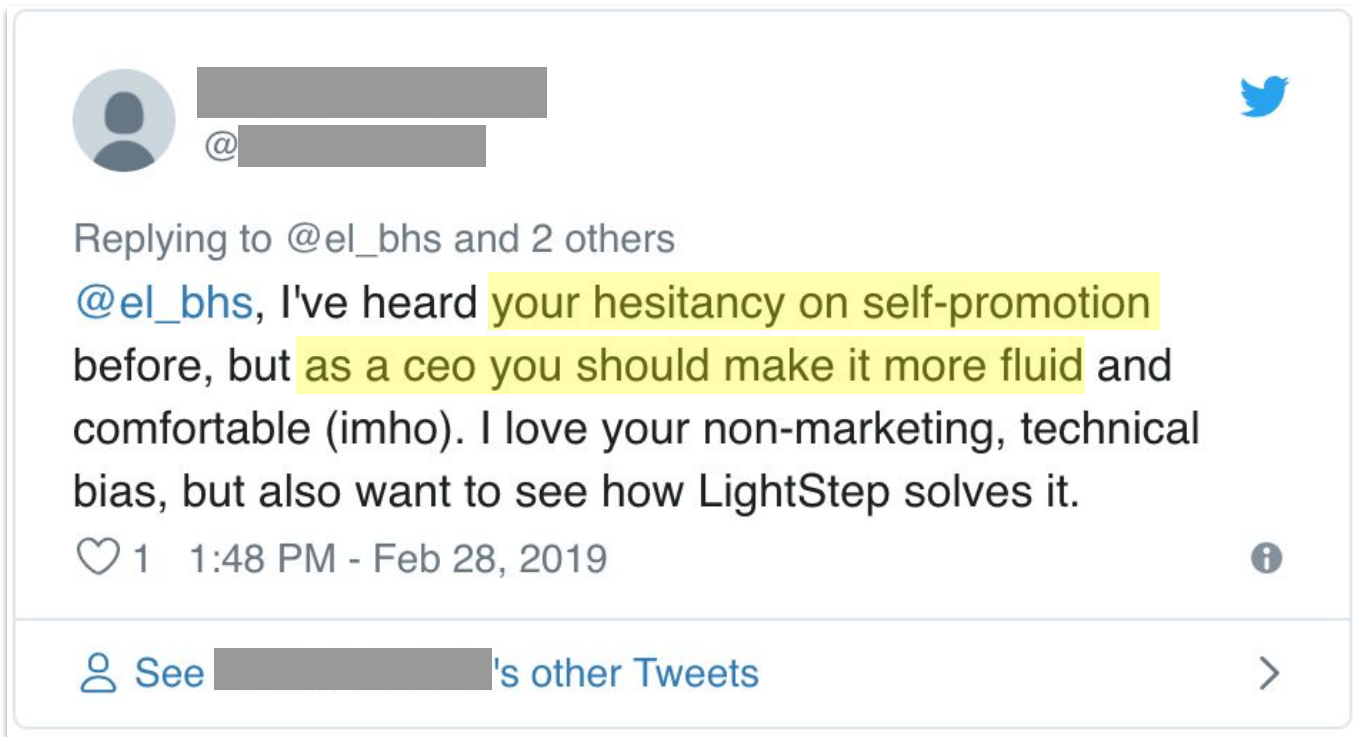 @
Replying to @el_bhs and 2 others
@el_bhs, I've heard your hesitancy on self-promotion
before, but as a ceo you should make it more fluid and
comfortable (imho). I love your non-marketing, technical
bias, but also want to see how LightStep solves it.
1 1:48 PM - Feb 28, 2019
See 's other Tweets